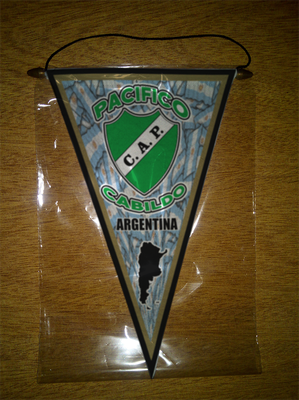 PACIFICO
C.A.P.
CABILDO
ARGENTINA